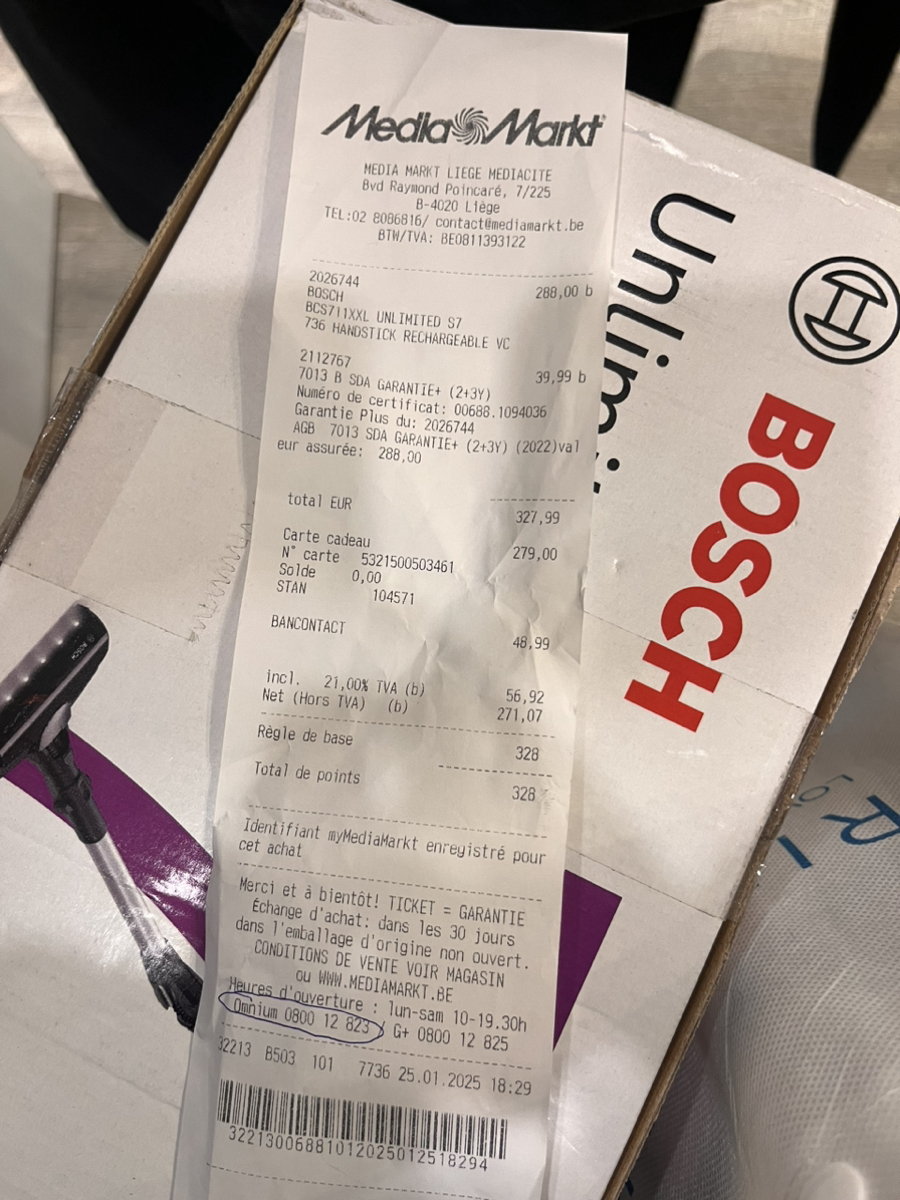 Media Markt
MEDIA MARKT LIEGE MEDIACITE
Bvd Raymond Poincaré, 7/225
B-4020 Liège
TEL:02 8086816/ contact@mediamarkt.be
BTW/TVA: BE0811393122
2026744 288,00 b
BOSCH
BCS711XXL UNLIMITED S7
736 HANDSTICK RECHARGEABLE VC
2112767 39,99 b
7013 B SDA GARANTIE+ (2+3Y)
Numéro de certificat: 00688.1094036
Garantie Plus du: 2026744
AGB 7013 SDA GARANTIE+ (2+3Y) (2022)val
eur assurée: 288,00
total EUR 327,99
Carte cadeau 279,00
N° carte 5321500503461
Solde 0,00
STAN 104571
BANCONTACT 48,99
incl. 21,00% TVA (b) 56,92
Net (Hors TVA) (b) 271,07
Règle de base 328
Total de points 328
Identifiant myMediaMarkt enregistré pour
cet achat
Merci et à bientôt! TICKET = GARANTIE
Échange d'achat: dans les 30 jours
dans l'emballage d'origine non ouvert.
CONDITIONS DE VENTE VOIR MAGASIN
ou WWW.MEDIAMARKT.BE
Heures d'ouverture : lun-sam 10-19.30h
Omnium 0800 12 823 / G+ 0800 12 825
32213 B503 101 7736 25.01.2025 18:29
3221300688101202501251829​4
Unlimit
BOSCH
BOSCH